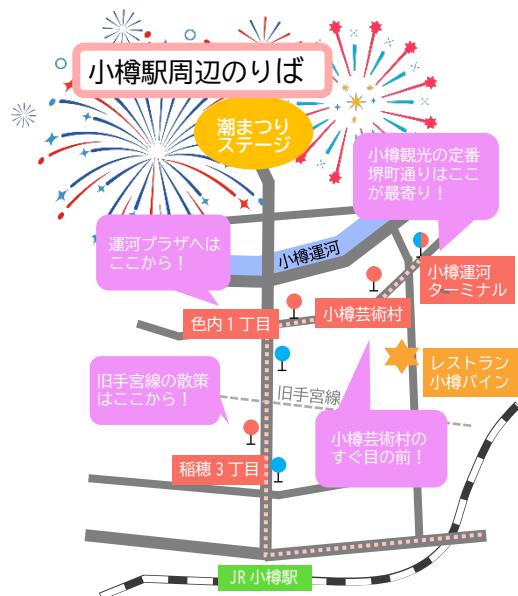 小樽駅周辺のりば
潮まつり
ステージ
小樽観光の定番
堺町通りはここ
が最寄り！
運河プラザへは
ここから！
小樽運河
小樽運河
ターミナル
色内１丁目
小樽芸術村
レストラン
小樽バイン
旧手宮線の散策
はここから！
旧手宮線
小樽芸術村の
すぐ目の前！
稲穂３丁目
JR小樽駅